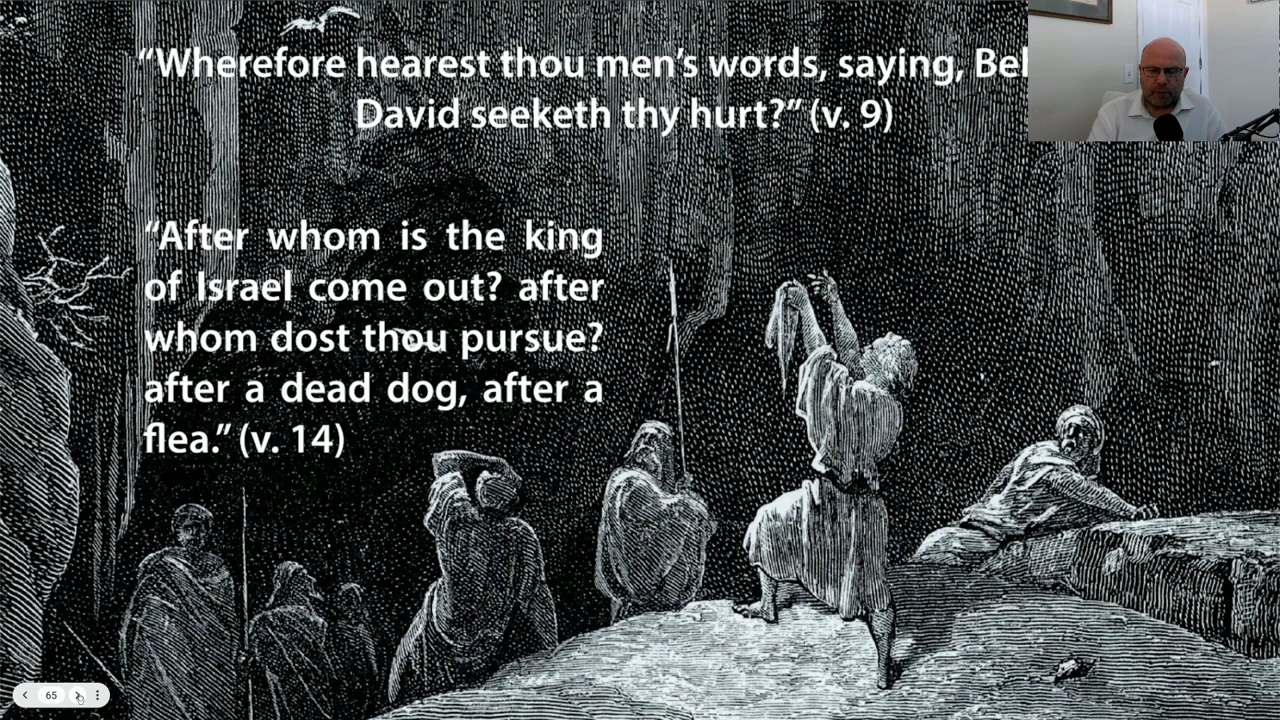 “Wherefore hearest thou men’s words, saying,
David seeketh thy hurt?” (v. 9)
“After whom is the king
of Israel come out? after
whom dost thou pursue?
after a dead dog, after a
flea.” (v. 14)
65